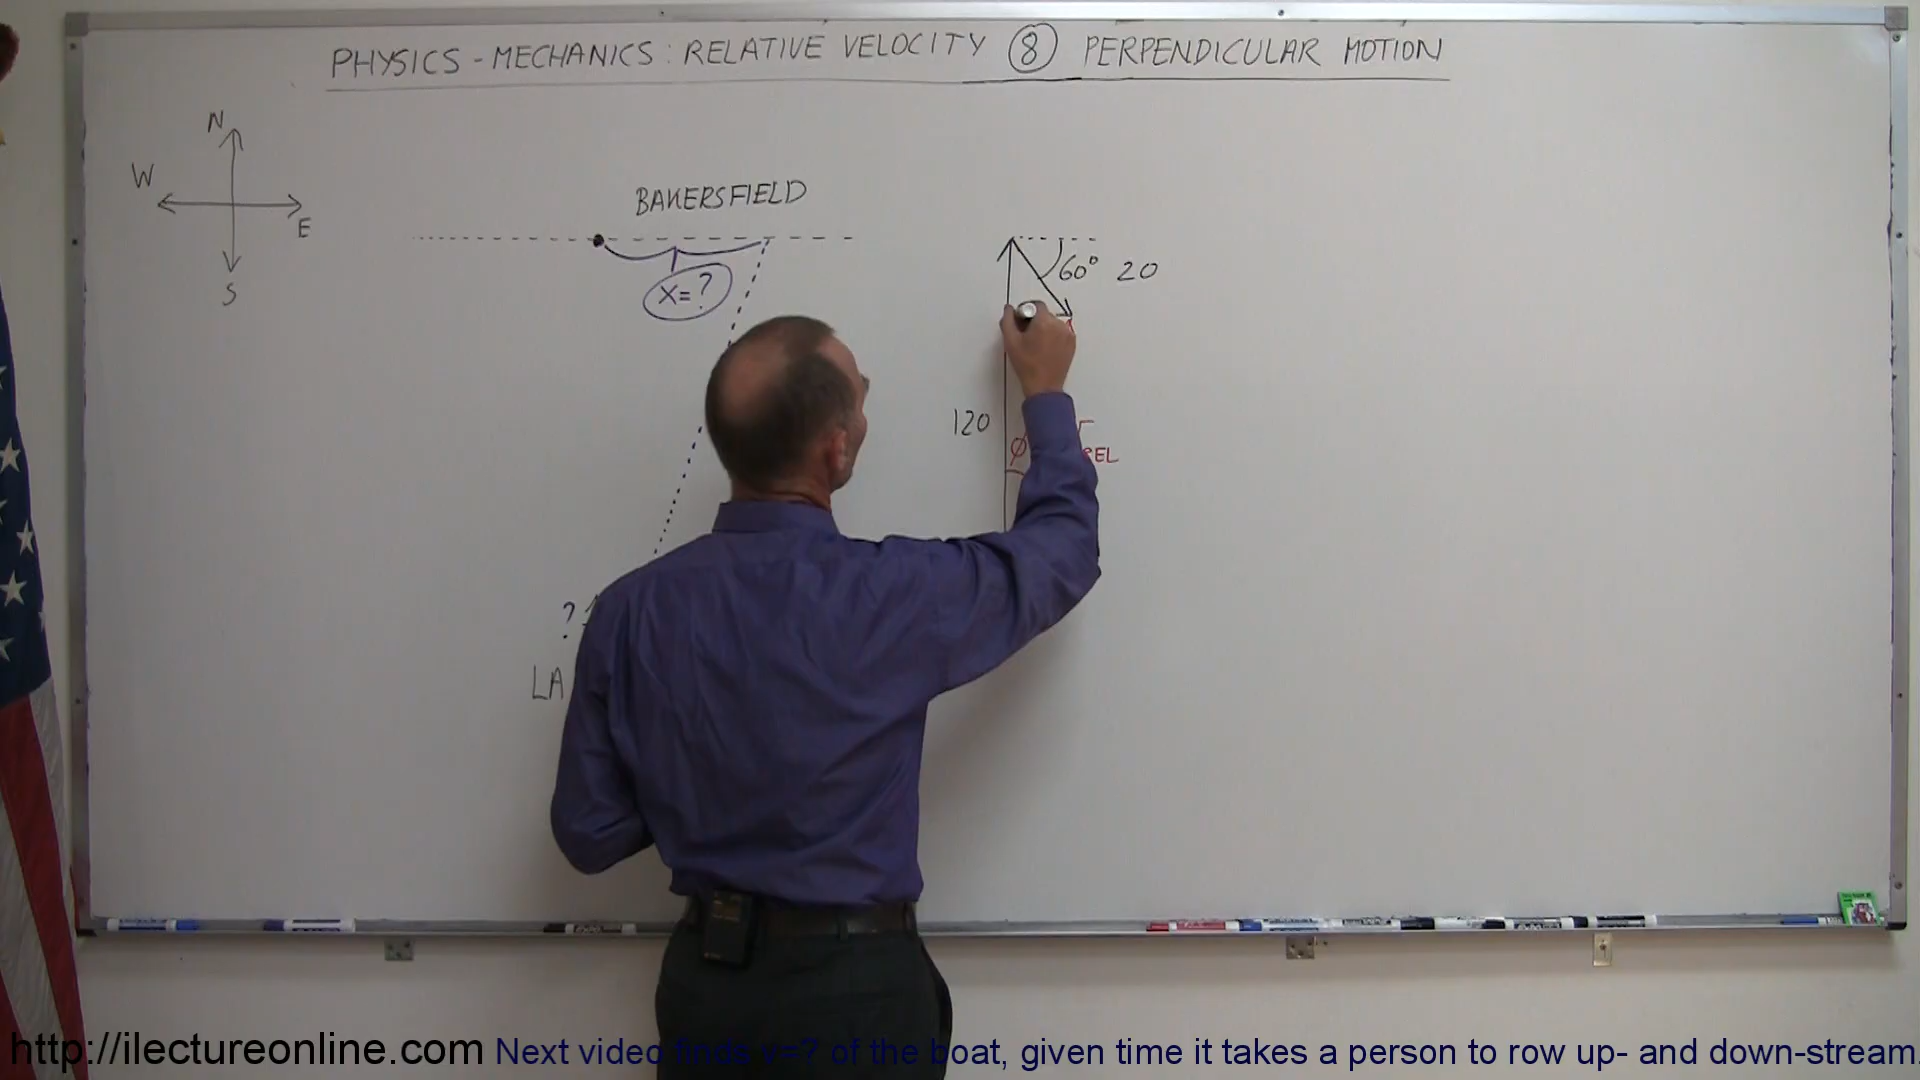 PHYSICS - MECHANICS: RELATIVE VELOCITY ⑧ PERPENDICULAR MOTION
N
W
E
S
BAKERSFIELD
x=?
60° 20
120
ϕ
REL
?
LA
http://ilectureonline.com Next video finds v=? of the boat, given time it takes a person to row up- and down-stream.